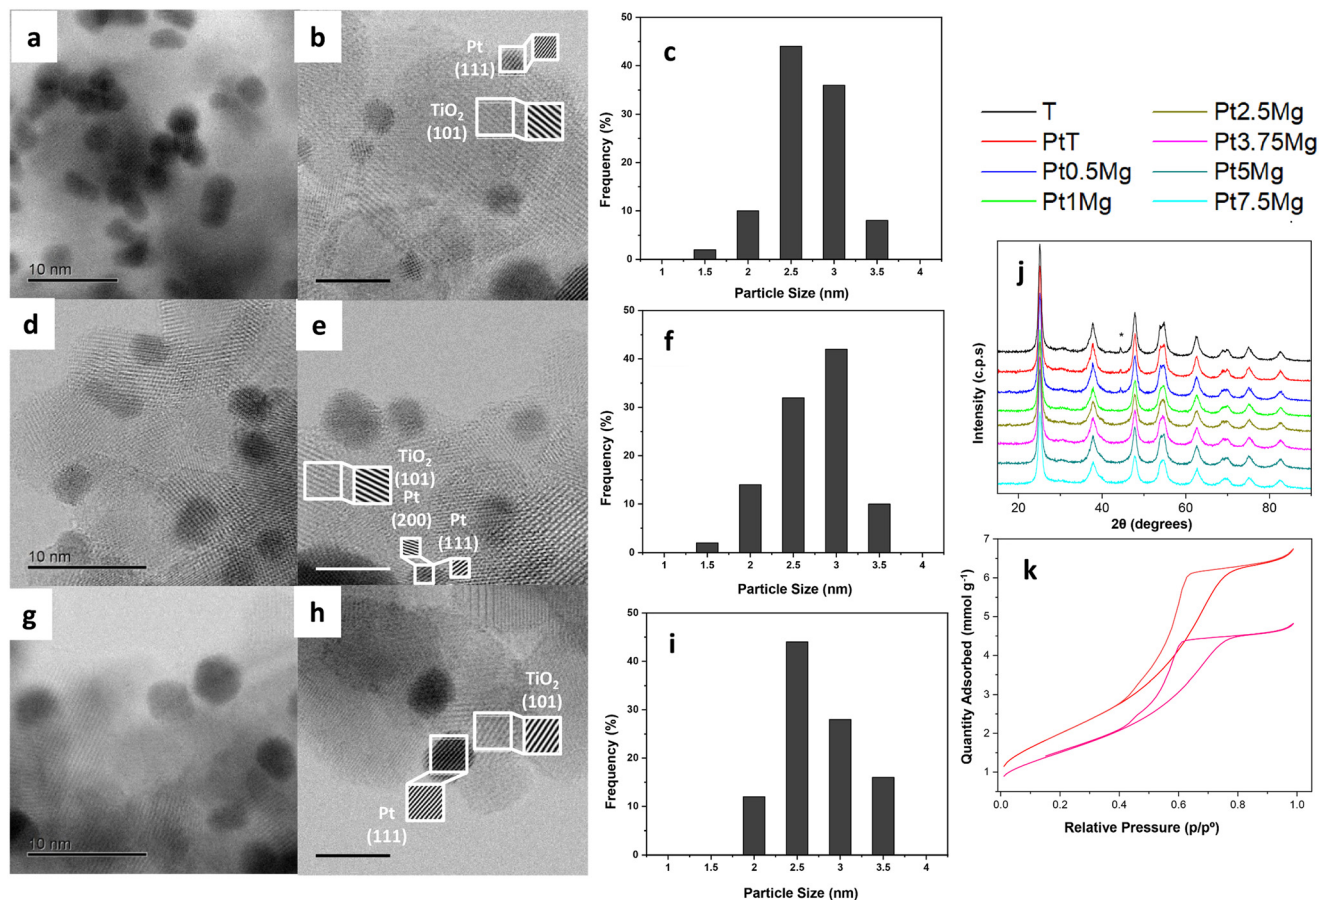 a
10 nm
b
Pt
(111)
TiO2
(101)
c
50
40
30
20
10
0
Frequency (%)
1 1.5 2 2.5 3 3.5 4
Particle Size (nm)
d
10 nm
e
TiO2
(101)
Pt
(200)
Pt
(111)
f
50
40
30
20
10
0
Frequency (%)
1 1.5 2 2.5 3 3.5 4
Particle Size (nm)
g
10 nm
h
TiO2
(101)
Pt
(111)
i
50
40
30
20
10
0
Frequency (%)
1 1.5 2 2.5 3 3.5 4
Particle Size (nm)
T
PtT
Pt0.5Mg
Pt1Mg
Pt2.5Mg
Pt3.75Mg
Pt5Mg
Pt7.5Mg
j
*
Intensity (c.p.s)
20 40 60 80
2θ (degrees)
k
7
6
5
4
3
2
1
Quantity Adsorbed (mmol g⁻¹)
0.0 0.2 0.4 0.6 0.8 1.0
Relative Pressure (p/pº)